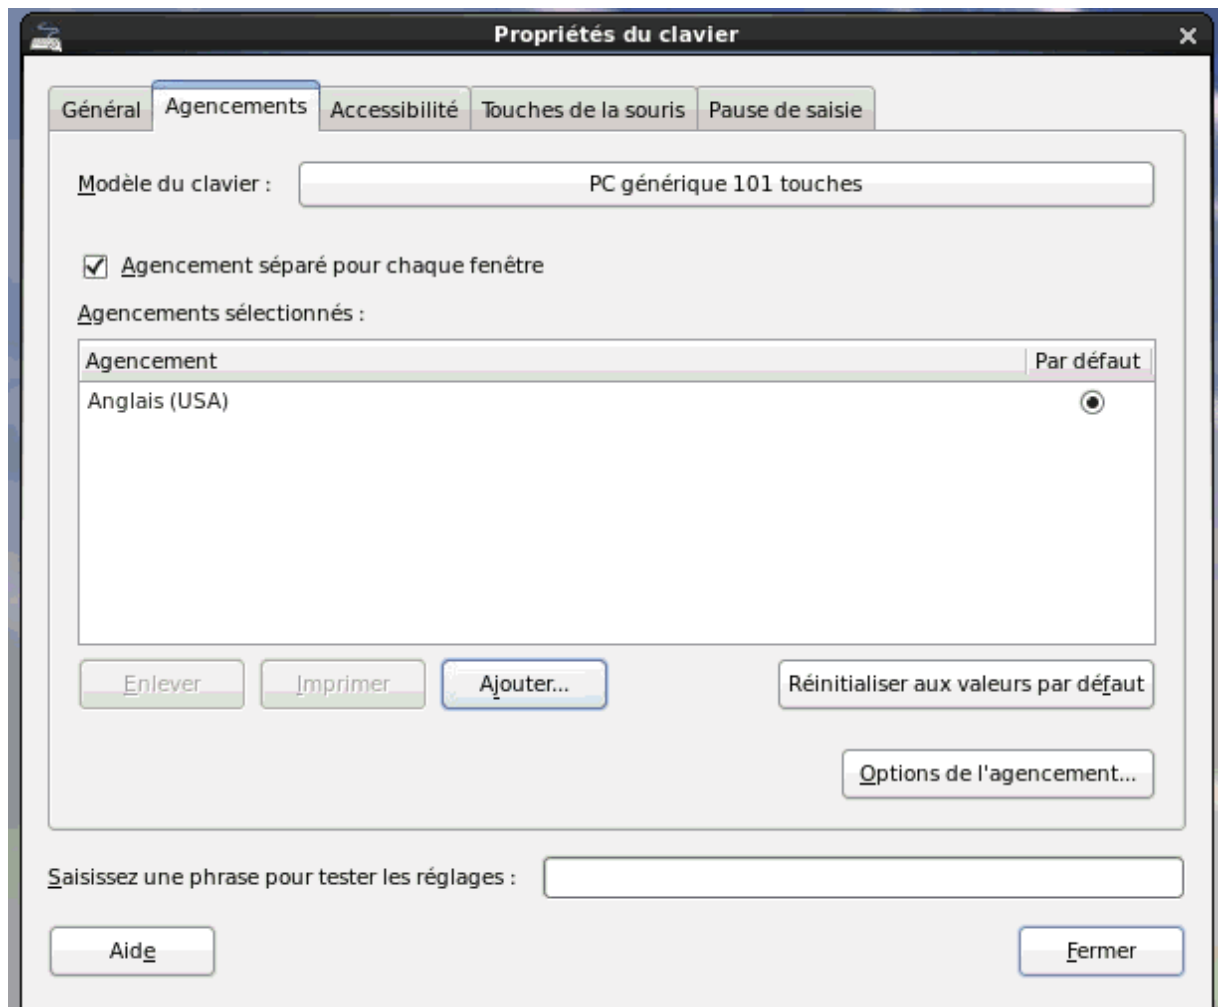 Propriétés du clavier
Général Agencements Accessibilité Touches de la souris Pause de saisie
Modèle du clavier : PC générique 101 touches
Agencement séparé pour chaque fenêtre
Agencements sélectionnés :
Agencement Par défaut
Anglais (USA)
Enlever Imprimer Ajouter... Réinitialiser aux valeurs par défaut
Options de l'agencement...
Saisissez une phrase pour tester les réglages :
Aide Fermer